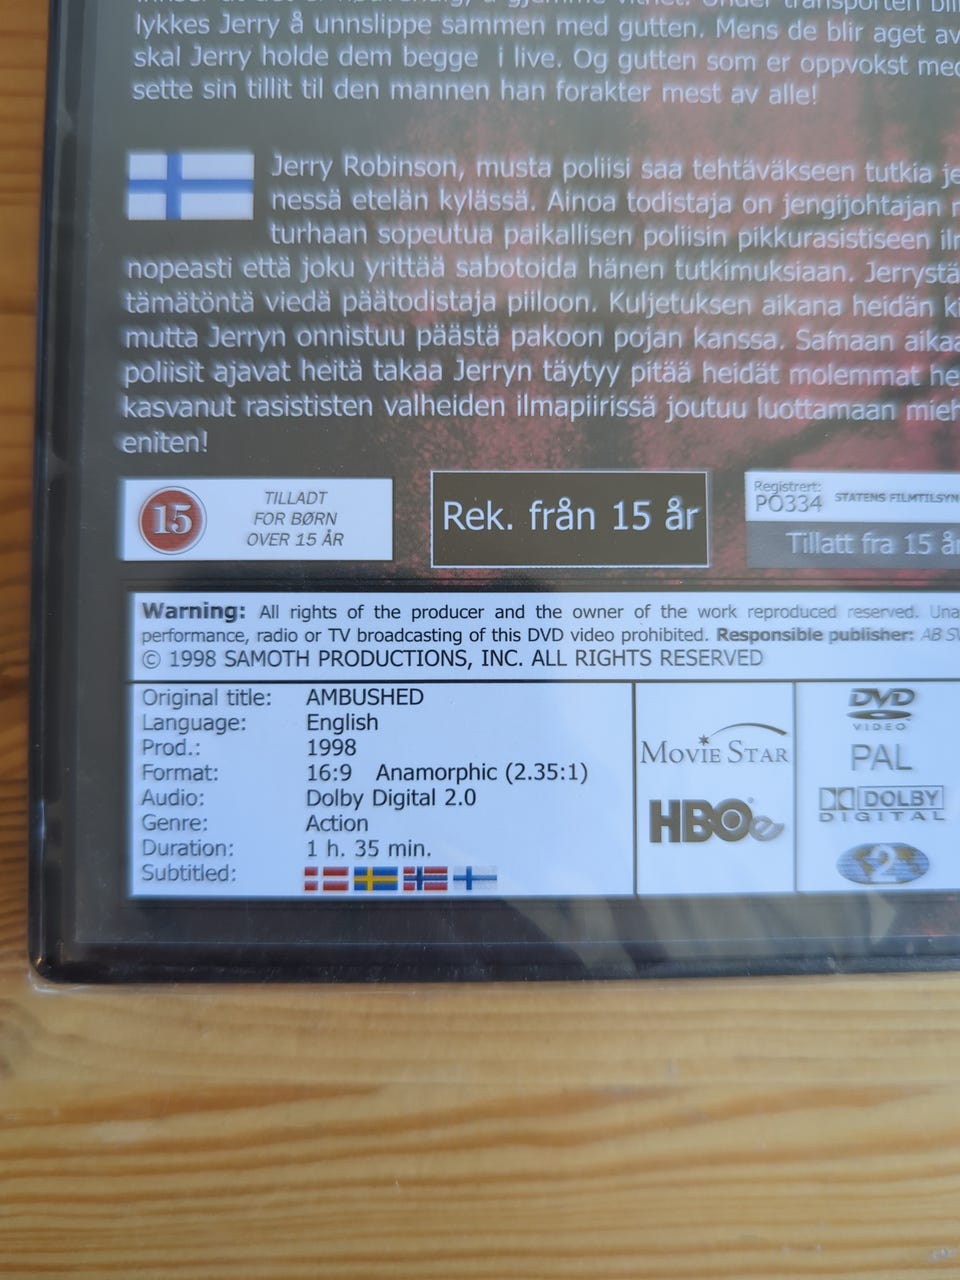 lykkes Jerry å unnslippe sammen med gutten. Mens de blir aget av
skal Jerry holde dem begge i live. Og gutten som er oppvokst med
sette sin tillit til den mannen han forakter mest av alle!
Jerry Robinson, musta poliisi saa tehtäväkseen tutkia
nessä etelän kylässä. Ainoa todistaja on jengijohtajan
turhaan sopeutua paikallisen poliisin pikkurasistiseen
nopeasti että joku yrittää sabotoida hänen tutkimuksiaan. Jerrystä
tämätöntä viedä päätodistaja piiloon. Kuljetuksen aikana heidän
mutta Jerryn onnistuu päästä pakoon pojan kanssa. Samaan aikaa
poliisit ajavat heitä takaa Jerryn täytyy pitää heidät molemmat
kasvanut rasististen valheiden ilmapiirissä joutuu luottamaan
eniten!
15 TILLADT
FOR BØRN
OVER 15 ÅR
Rek. från 15 år
Registrert:
PO334 STATENS FILMTILSYN
Tillatt fra 15 år
Warning: All rights of the producer and the owner of the work reproduced reserved. Una
performance, radio or TV broadcasting of this DVD video prohibited. Responsible publisher: AB
© 1998 SAMOTH PRODUCTIONS, INC. ALL RIGHTS RESERVED
Original title: AMBUSHED
Language: English
Prod.: 1998
Format: 16:9 Anamorphic (2.35:1)
Audio: Dolby Digital 2.0
Genre: Action
Duration: 1 h. 35 min.
Subtitled:
MOVIE STAR
HBO
DVD
VIDEO
PAL
DOLBY
DIGITAL
2